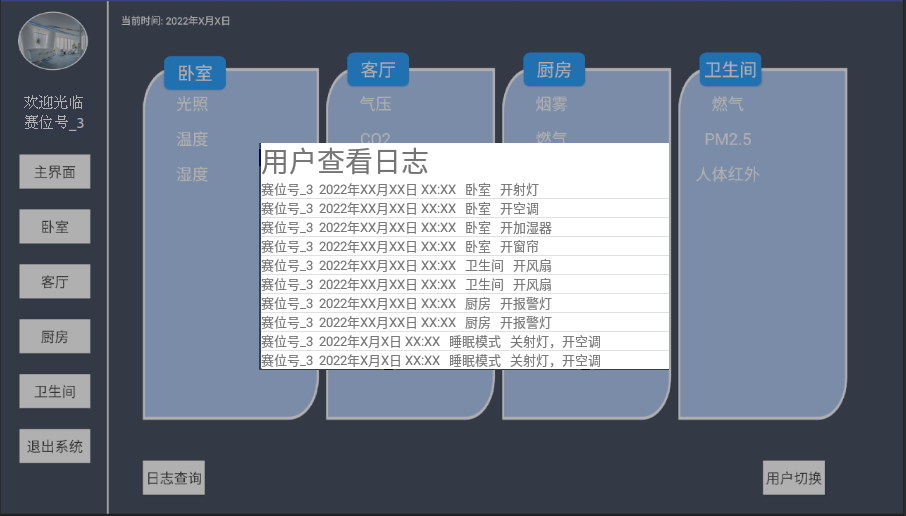 当前时间: 2022年X月X日
欢迎光临
赛位号_3
主界面
卧室
客厅
厨房
卫生间
退出系统
卧室
光照
温度
湿度
客厅
气压
CO2
厨房
烟雾
燃气
卫生间
燃气
PM2.5
人体红外
用户查看日志
赛位号_3 2022年XX月XX日 XX:XX 卧室 开射灯
赛位号_3 2022年XX月XX日 XX:XX 卧室 开空调
赛位号_3 2022年XX月XX日 XX:XX 卧室 开加湿器
赛位号_3 2022年XX月XX日 XX:XX 卧室 开窗帘
赛位号_3 2022年XX月XX日 XX:XX 卫生间 开风扇
赛位号_3 2022年XX月XX日 XX:XX 卫生间 开风扇
赛位号_3 2022年XX月XX日 XX:XX 厨房 开报警灯
赛位号_3 2022年XX月XX日 XX:XX 厨房 开报警灯
赛位号_3 2022年X月X日 XX:XX 睡眠模式 关射灯，开空调
赛位号_3 2022年X月X日 XX:XX 睡眠模式 关射灯，开空调
日志查询
用户切换